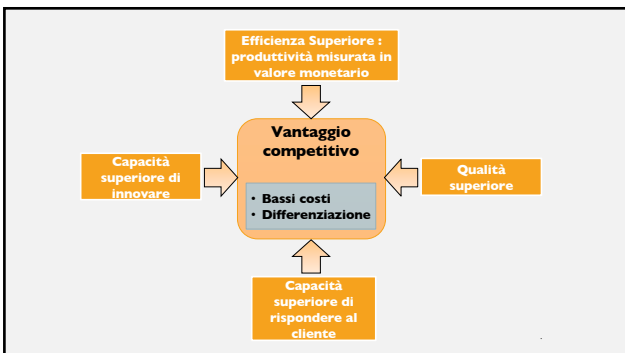 Efficienza Superiore :
produttività misurata in
valore monetario
Vantaggio
competitivo
Capacità
superiore di
innovare
Qualità
superiore
• Bassi costi
• Differenziazione
Capacità
superiore di
rispondere al
cliente